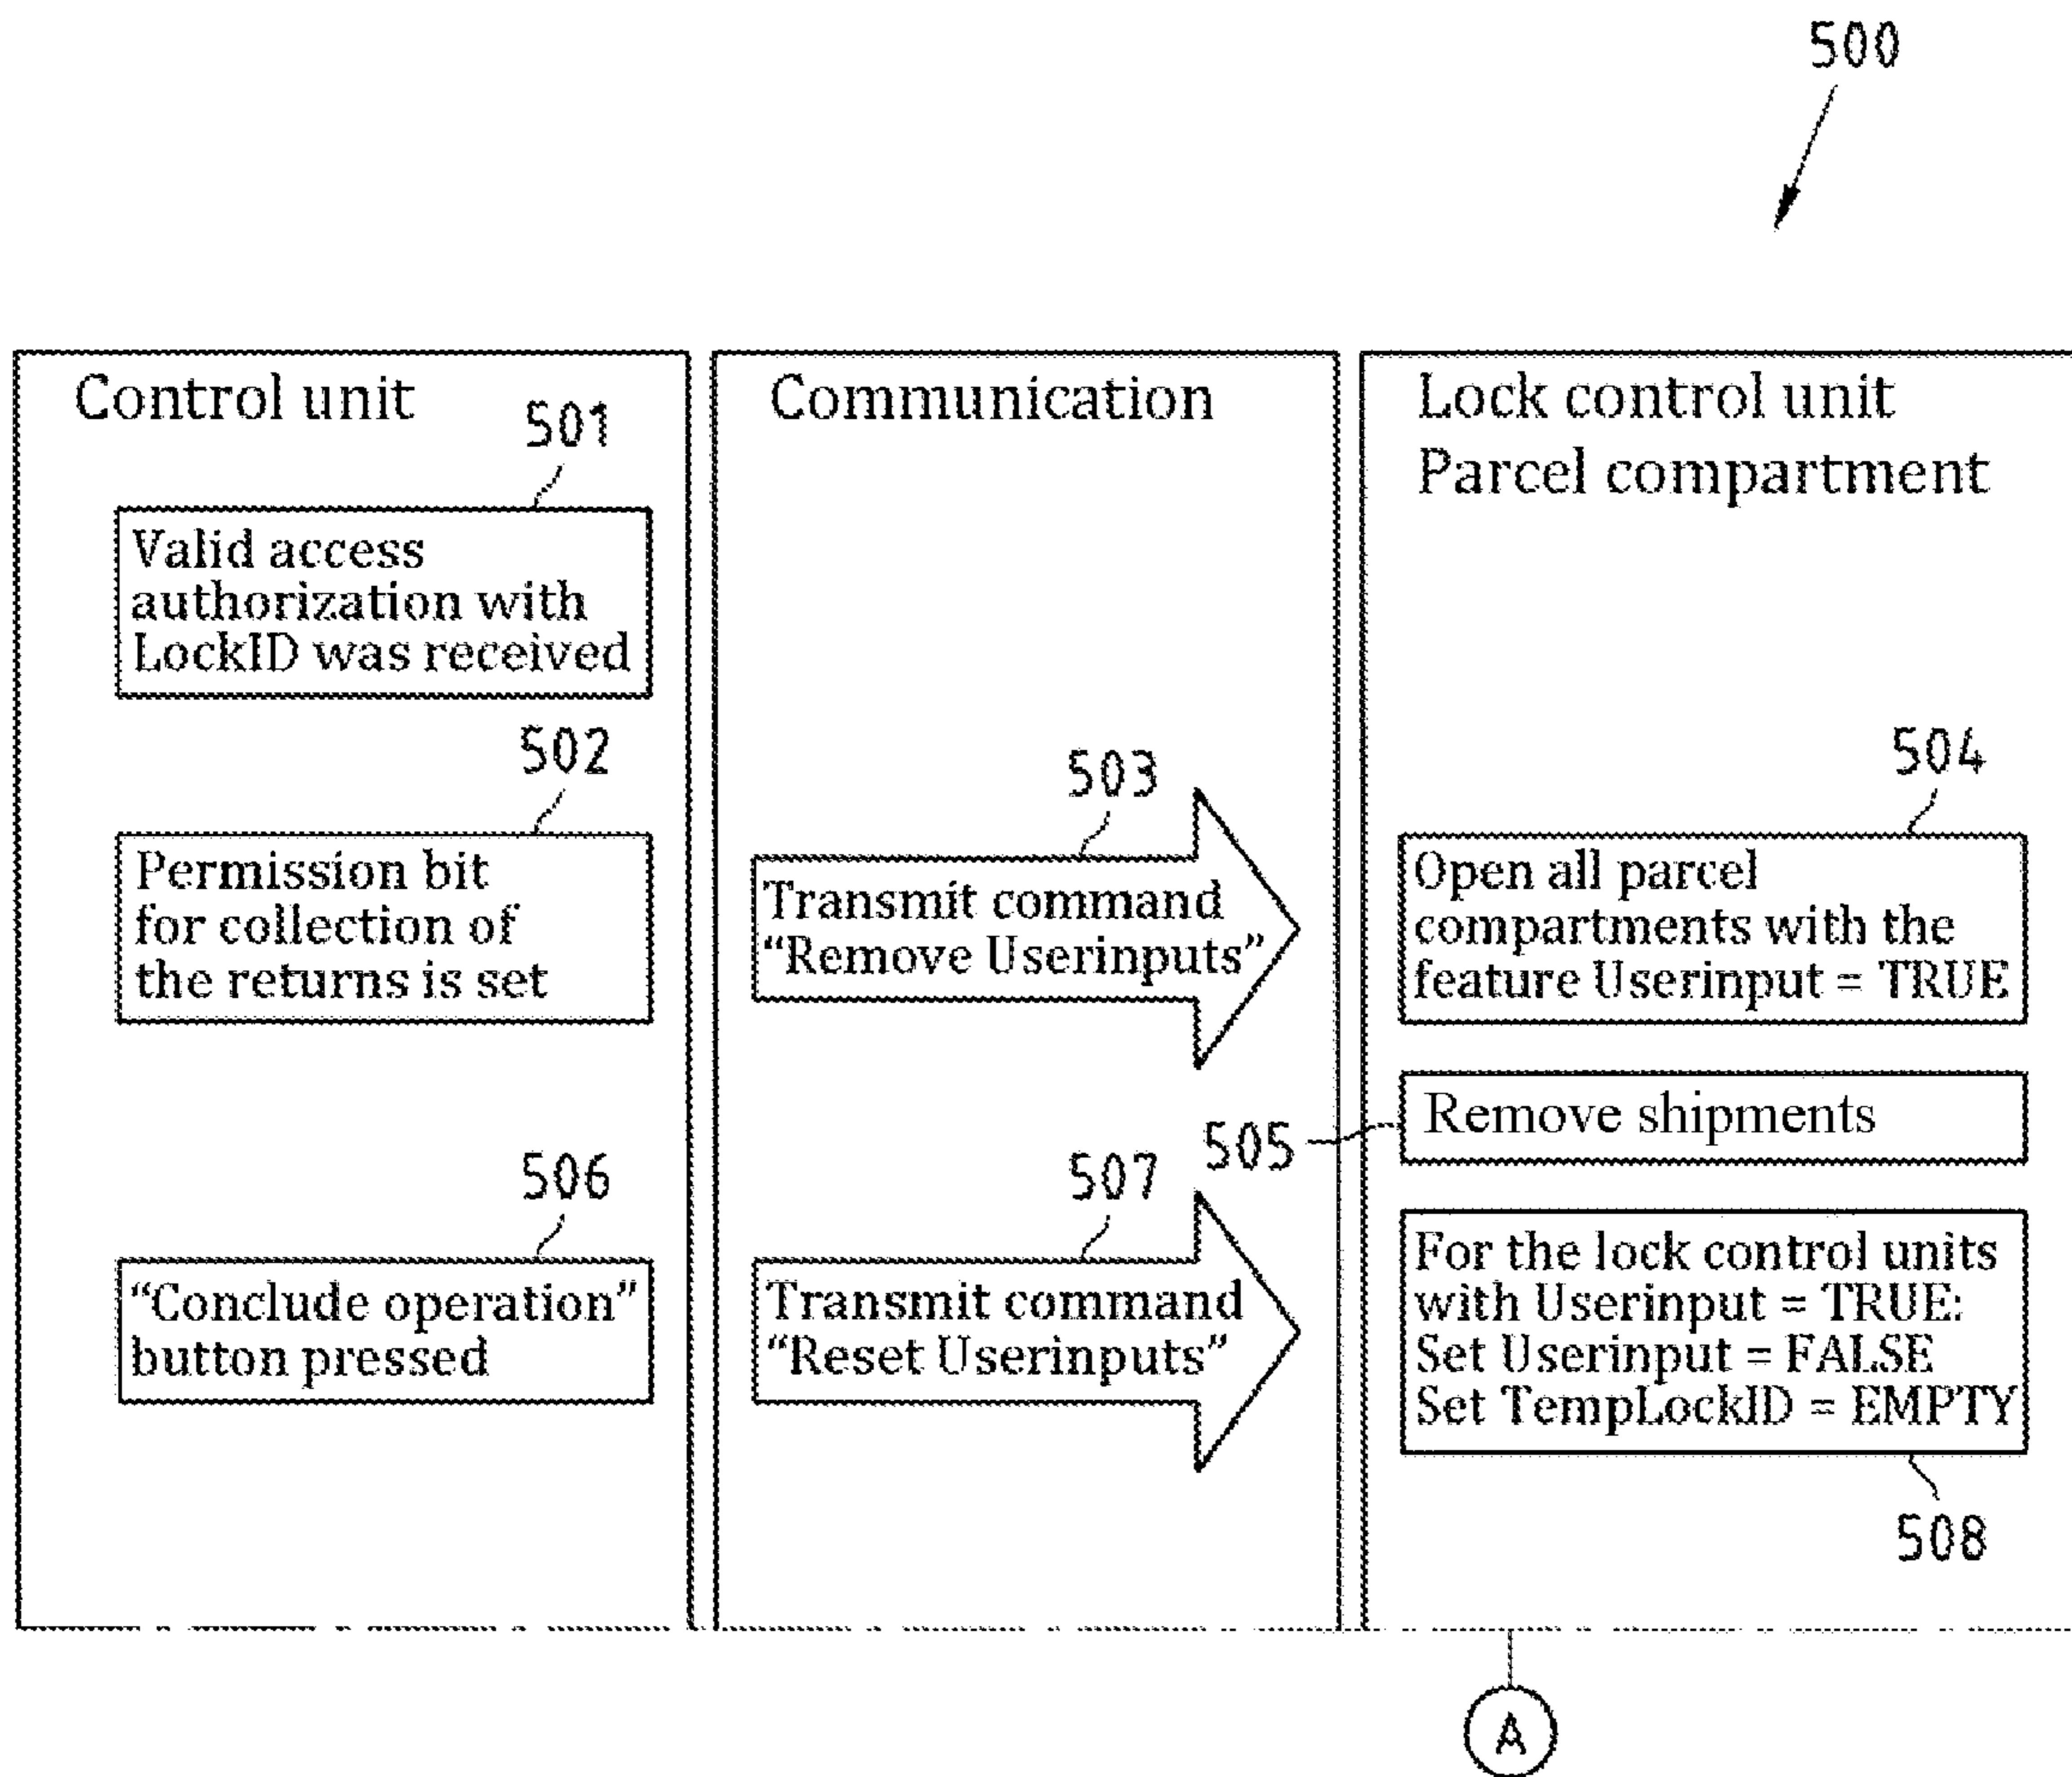 500
Control unit
501
Valid access
authorization with
LockID was received
502
Permission bit
for collection of
the returns is set
506
“Conclude operation”
button pressed
Communication
503
Transmit command
“Remove Userinputs”
507
Transmit command
“Reset Userinputs”
Lock control unit
Parcel compartment
504
Open all parcel
compartments with the
feature Userinput = TRUE
505
Remove shipments
For the lock control units
with Userinput = TRUE:
Set Userinput = FALSE
Set TempLockID = EMPTY
508
A